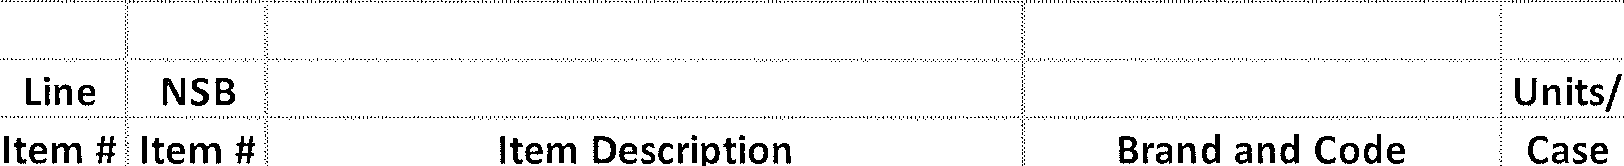 Line NSB Units/
Item # Item # Item Description Brand and Code Case